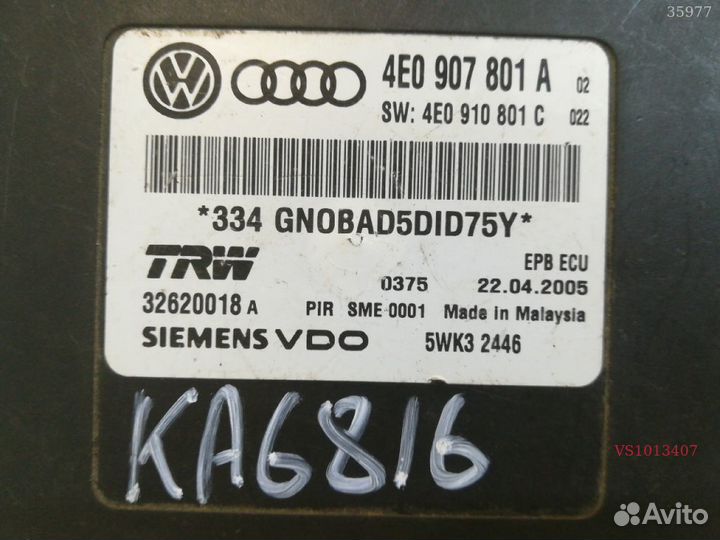 35977
4E0 907 801 A 02
SW: 4E0 910 801 C 022
*334 GNOBAD5DID75Y*
TRW
EPB ECU
0375 22.04.2005
32620018 A PIR SME 0001 Made in Malaysia
SIEMENS VDO 5WK3 2446
KA6816
VS1013407
Avito